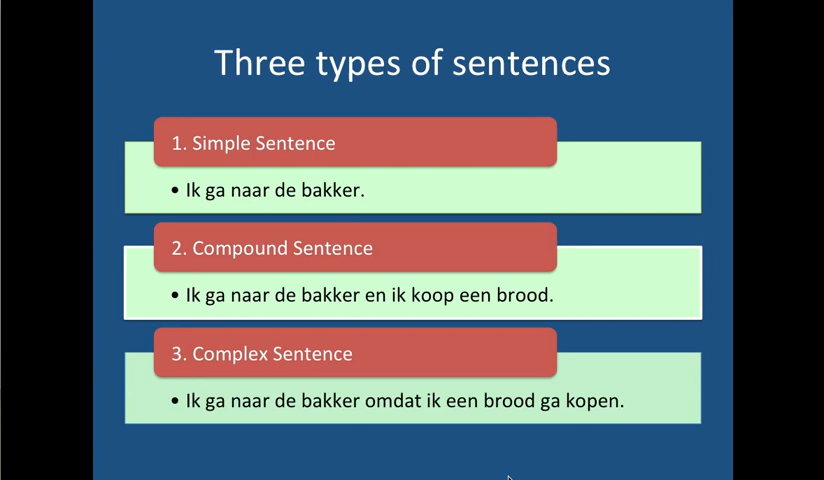 Three types of sentences
1. Simple Sentence
• Ik ga naar de bakker.
2. Compound Sentence
• Ik ga naar de bakker en ik koop een brood.
3. Complex Sentence
• Ik ga naar de bakker omdat ik een brood ga kopen.